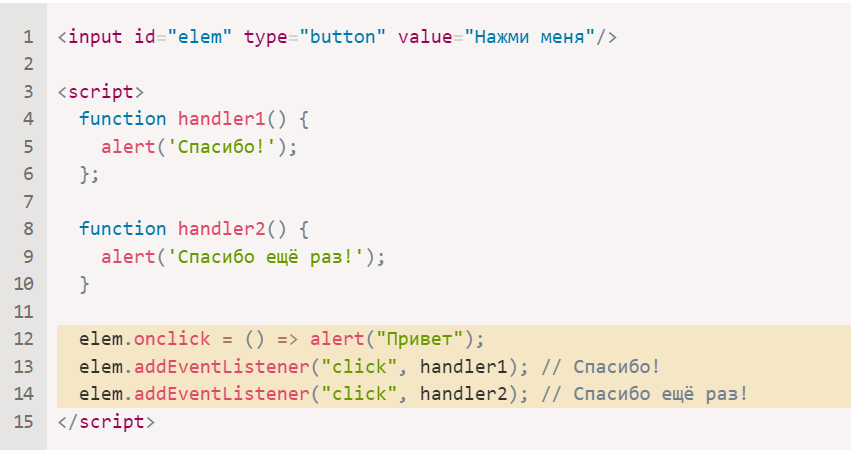 1 <input id="elem" type="button" value="Нажми меня"/>
2
3 <script>
4 function handler1() {
5 alert('Спасибо!');
6 };
7
8 function handler2() {
9 alert('Спасибо ещё раз!');
10 }
11
12 elem.onclick = () => alert("Привет");
13 elem.addEventListener("click", handler1); // Спасибо!
14 elem.addEventListener("click", handler2); // Спасибо ещё раз!
15 </script>